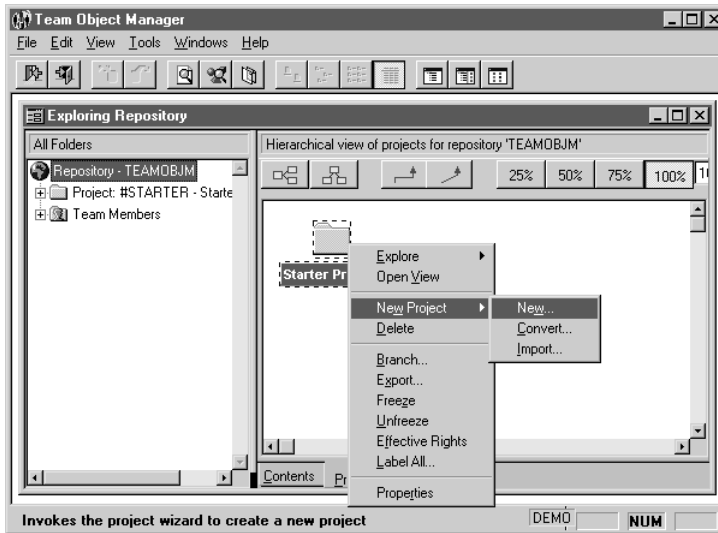 Team Object Manager
File Edit View Tools Windows Help
Exploring Repository
All Folders
Hierarchical view of projects for repository 'TEAMOBJM'
Repository - TEAMOBJM
Project: #STARTER - Starte
Team Members
25% 50% 75% 100%
Starter Pr
Explore
Open View
New Project
Delete
Branch...
Export...
Freeze
Unfreeze
Effective Rights
Label All...
Properties
New...
Convert...
Import...
Contents Pr
Invokes the project wizard to create a new project
DEMO NUM